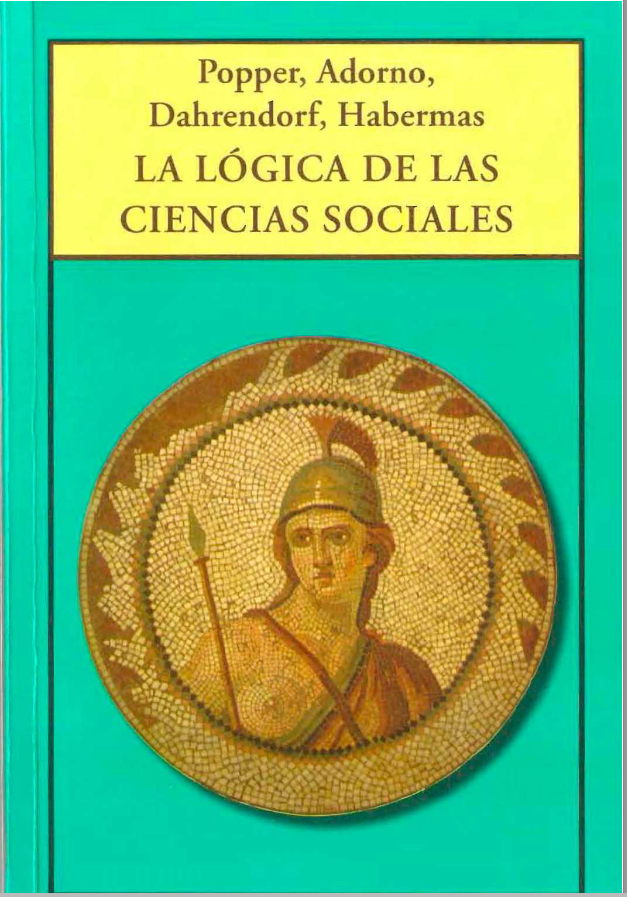 Popper, Adorno,
Dahrendorf, Habermas
LA LÓGICA DE LAS
CIENCIAS SOCIALES